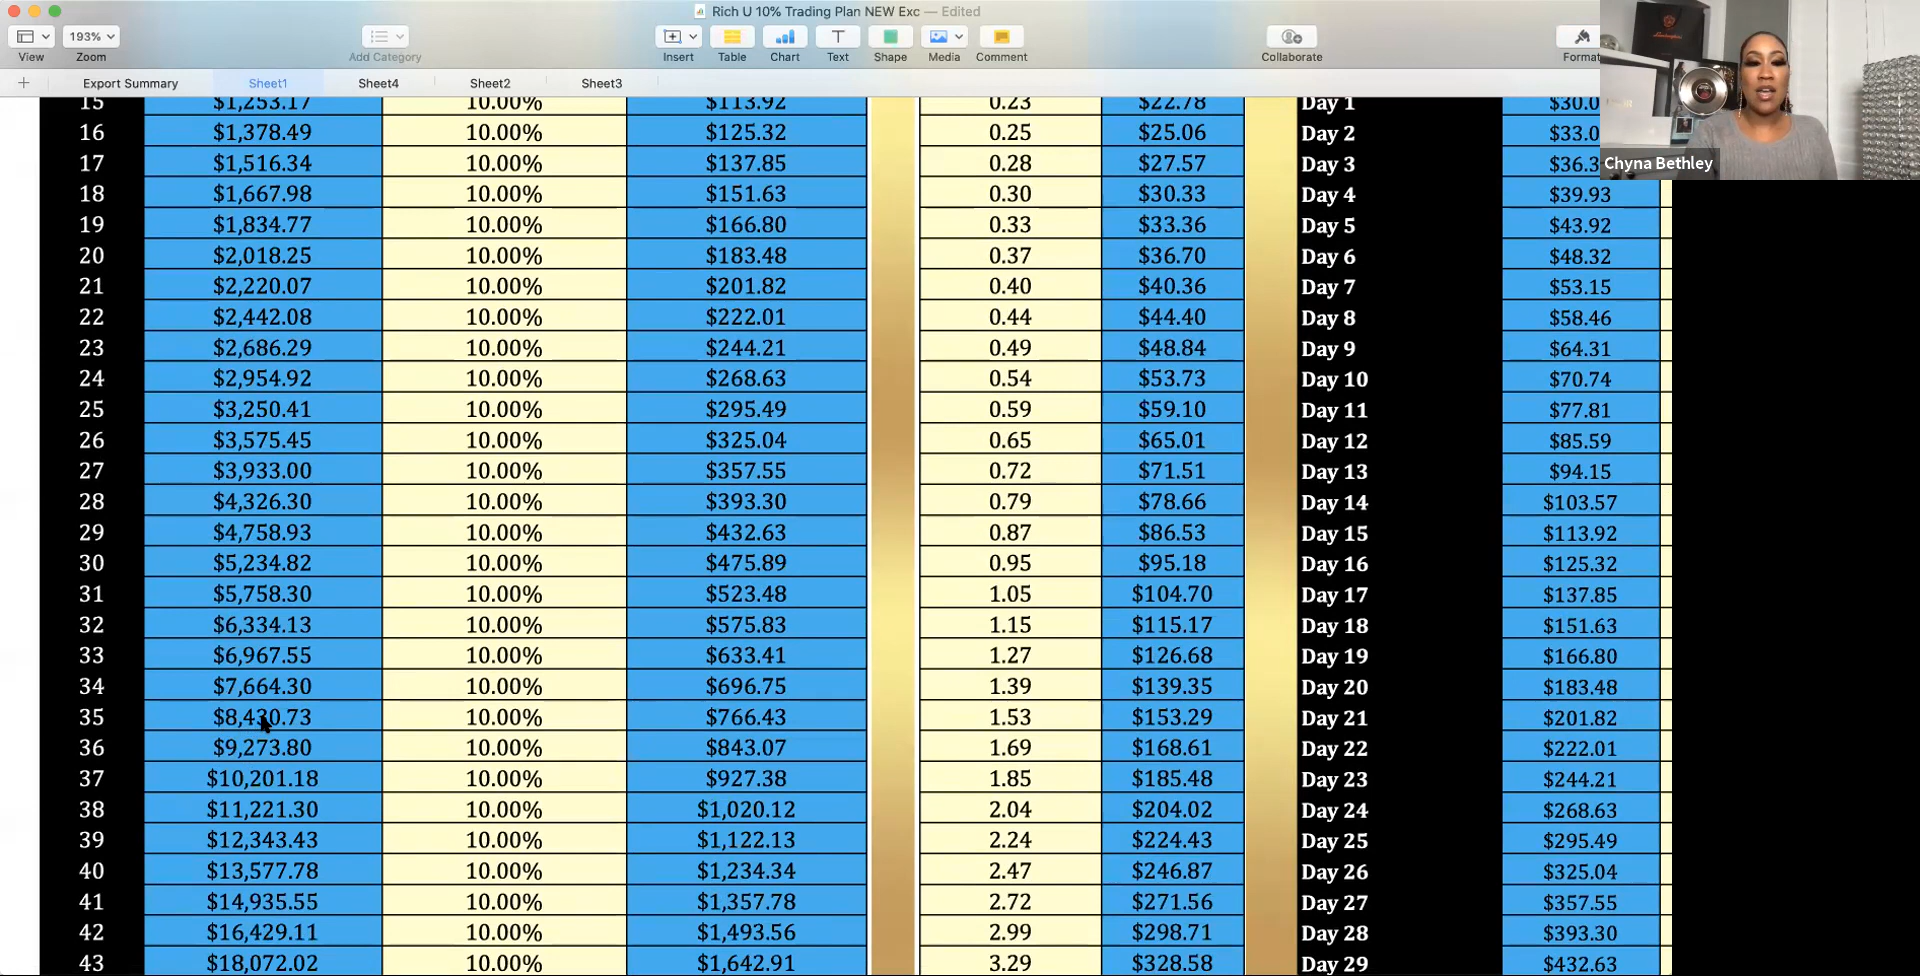 Rich U 10% Trading Plan NEW Exc — Edited
193%
View Zoom Add Category Insert Table Chart Text Shape Media Comment Collaborate Format
Export Summary Sheet1 Sheet4 Sheet2 Sheet3
Chyna Bethley
15 $1,253.17 10.00% $113.92 0.23 $22.78 Day 1 $30.0
16 $1,378.49 10.00% $125.32 0.25 $25.06 Day 2 $33.0
17 $1,516.34 10.00% $137.85 0.28 $27.57 Day 3 $36.3
18 $1,667.98 10.00% $151.63 0.30 $30.33 Day 4 $39.93
19 $1,834.77 10.00% $166.80 0.33 $33.36 Day 5 $43.92
20 $2,018.25 10.00% $183.48 0.37 $36.70 Day 6 $48.32
21 $2,220.07 10.00% $201.82 0.40 $40.36 Day 7 $53.15
22 $2,442.08 10.00% $222.01 0.44 $44.40 Day 8 $58.46
23 $2,686.29 10.00% $244.21 0.49 $48.84 Day 9 $64.31
24 $2,954.92 10.00% $268.63 0.54 $53.73 Day 10 $70.74
25 $3,250.41 10.00% $295.49 0.59 $59.10 Day 11 $77.81
26 $3,575.45 10.00% $325.04 0.65 $65.01 Day 12 $85.59
27 $3,933.00 10.00% $357.55 0.72 $71.51 Day 13 $94.15
28 $4,326.30 10.00% $393.30 0.79 $78.66 Day 14 $103.57
29 $4,758.93 10.00% $432.63 0.87 $86.53 Day 15 $113.92
30 $5,234.82 10.00% $475.89 0.95 $95.18 Day 16 $125.32
31 $5,758.30 10.00% $523.48 1.05 $104.70 Day 17 $137.85
32 $6,334.13 10.00% $575.83 1.15 $115.17 Day 18 $151.63
33 $6,967.55 10.00% $633.41 1.27 $126.68 Day 19 $166.80
34 $7,664.30 10.00% $696.75 1.39 $139.35 Day 20 $183.48
35 $8,430.73 10.00% $766.43 1.53 $153.29 Day 21 $201.82
36 $9,273.80 10.00% $843.07 1.69 $168.61 Day 22 $222.01
37 $10,201.18 10.00% $927.38 1.85 $185.48 Day 23 $244.21
38 $11,221.30 10.00% $1,020.12 2.04 $204.02 Day 24 $268.63
39 $12,343.43 10.00% $1,122.13 2.24 $224.43 Day 25 $295.49
40 $13,577.78 10.00% $1,234.34 2.47 $246.87 Day 26 $325.04
41 $14,935.55 10.00% $1,357.78 2.72 $271.56 Day 27 $357.55
42 $16,429.11 10.00% $1,493.56 2.99 $298.71 Day 28 $393.30
43 $18,072.02 10.00% $1,642.91 3.29 $328.58 Day 29 $432.63